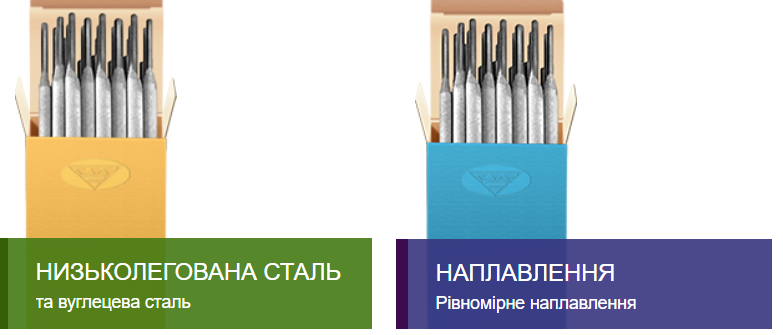 НИЗЬКОЛЕГОВАНА СТАЛЬ
та вуглецева сталь
НАПЛАВЛЕННЯ
Рівномірне наплавлення